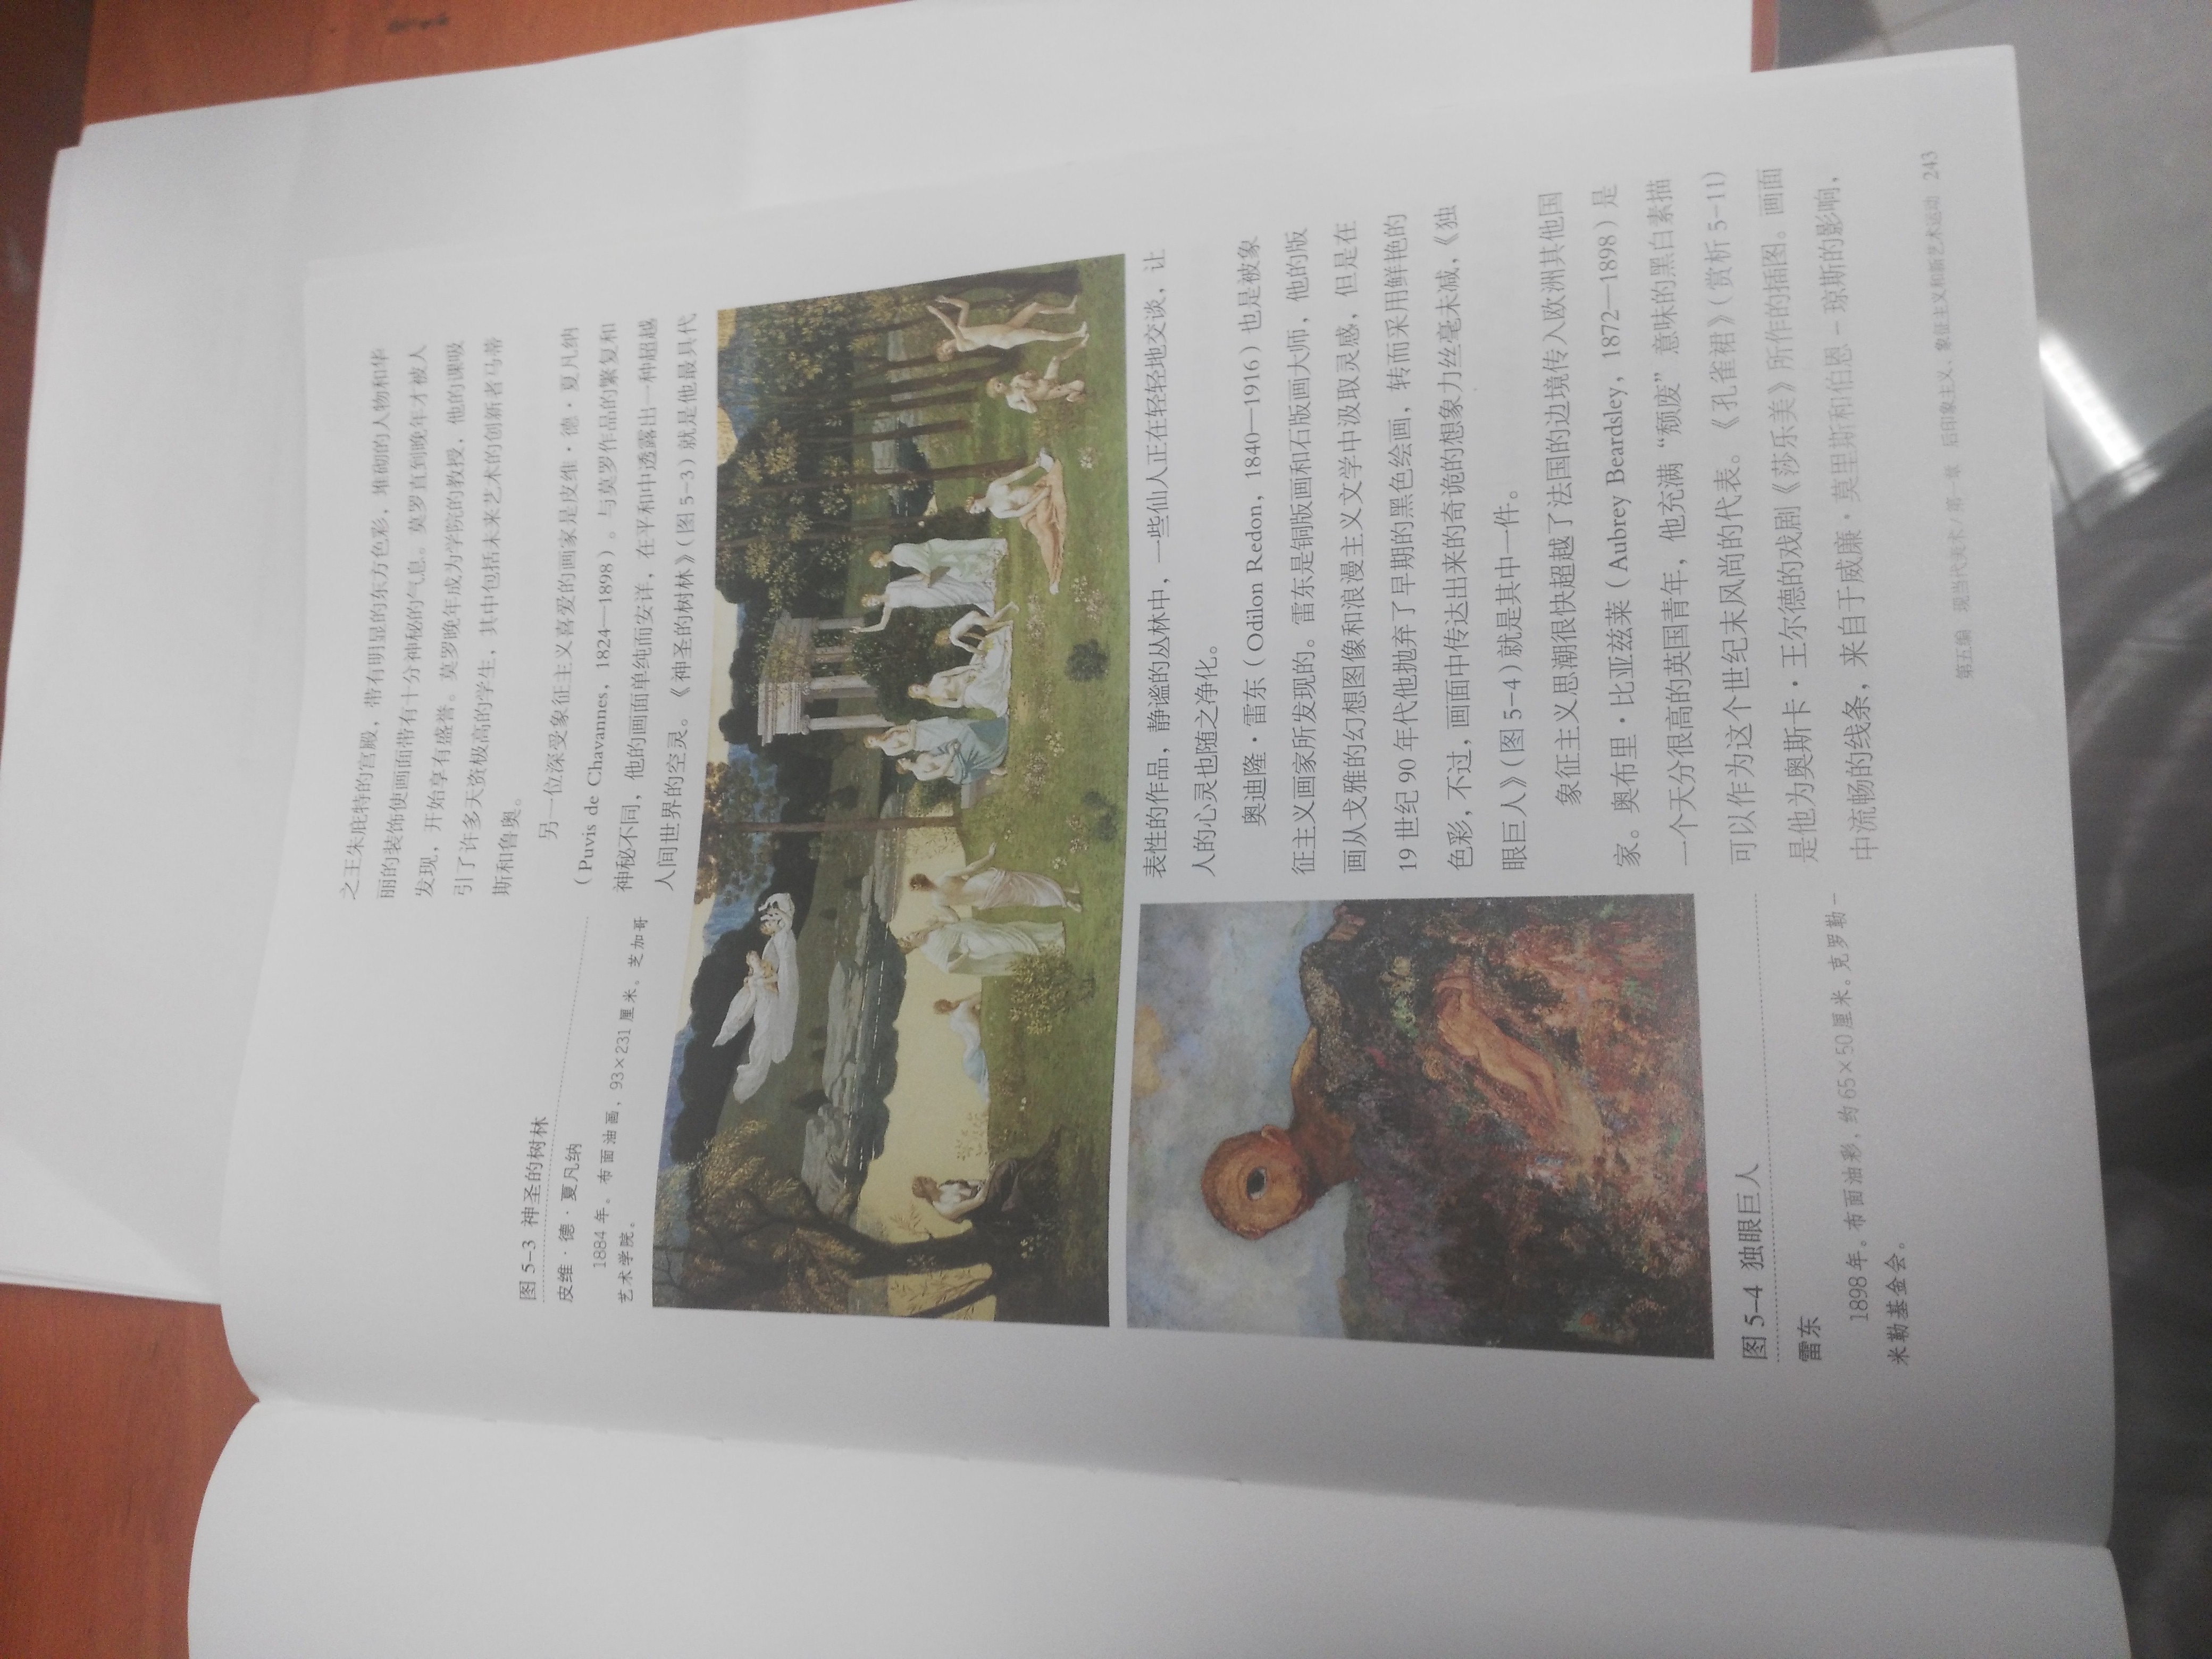 之王朱庇特的宫殿，带有明显的东方色彩，堆砌的人物和华
丽的装饰使画面带有十分神秘的气息。莫罗直到晚年才被人
发现，开始享有盛誉。莫罗晚年成为学院的教授，他的课吸
引了许多天资极高的学生，其中包括未来艺术的创新者马蒂
斯和鲁奥。
另一位深受象征主义喜爱的画家是皮维·德·夏凡纳
（Puvis de Chavannes，1824—1898）。与莫罗作品的繁复和
神秘不同，他的画面单纯而安详，在平和中透露出一种超越
人间世界的空灵。《神圣的树林》（图 5-3）就是他最具代
图 5-3 神圣的树林
皮维·德·夏凡纳
1884 年。布面油画，93×231 厘米。芝加哥
艺术学院。
表性的作品，静谧的丛林中，一些仙人正在轻轻地交谈，让
人的心灵也随之净化。
奥迪隆·雷东（Odilon Redon，1840—1916）也是被象
征主义画家所发现的。雷东是铜版画和石版画大师，他的版
画从戈雅的幻想图像和浪漫主义文学中汲取灵感，但是在
19 世纪 90 年代他抛弃了早期的黑色绘画，转而采用鲜艳的
色彩，不过，画面中传达出来的奇诡的想象力丝毫未减，《独
眼巨人》（图 5-4）就是其中一件。
象征主义思潮很快超越了法国的边境传入欧洲其他国
家。奥布里·比亚兹莱（Aubrey Beardsley，1872—1898）是
一个天分很高的英国青年，他充满“颓废”意味的黑白素描
可以作为这个世纪末风尚的代表。《孔雀裙》（赏析 5-11）
是他为奥斯卡·王尔德的戏剧《莎乐美》所作的插图。画面
中流畅的线条，来自于威廉·莫里斯和伯恩－琼斯的影响，
图 5-4 独眼巨人
雷东
1898 年。布面油彩，约 65×50 厘米。克罗勒－
米勒基金会。
第五编 现当代美术/第一章 后印象主义、象征主义和新艺术运动 243